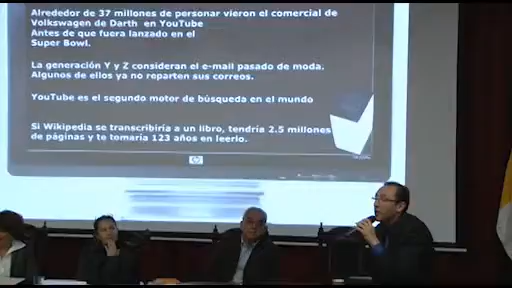 Alrededor de 37 millones de personar vieron el comercial de
Volkswagen de Darth en YouTube
Antes de que fuera lanzado en el
Super Bowl.
La generación Y y Z consideran el e-mail pasado de moda.
Algunos de ellos ya no reparten sus correos.
YouTube es el segundo motor de búsqueda en el mundo
Si Wikipedia se transcribiría a un libro, tendría 2.5 millones
de páginas y te tomaría 123 años en leerlo.
hp